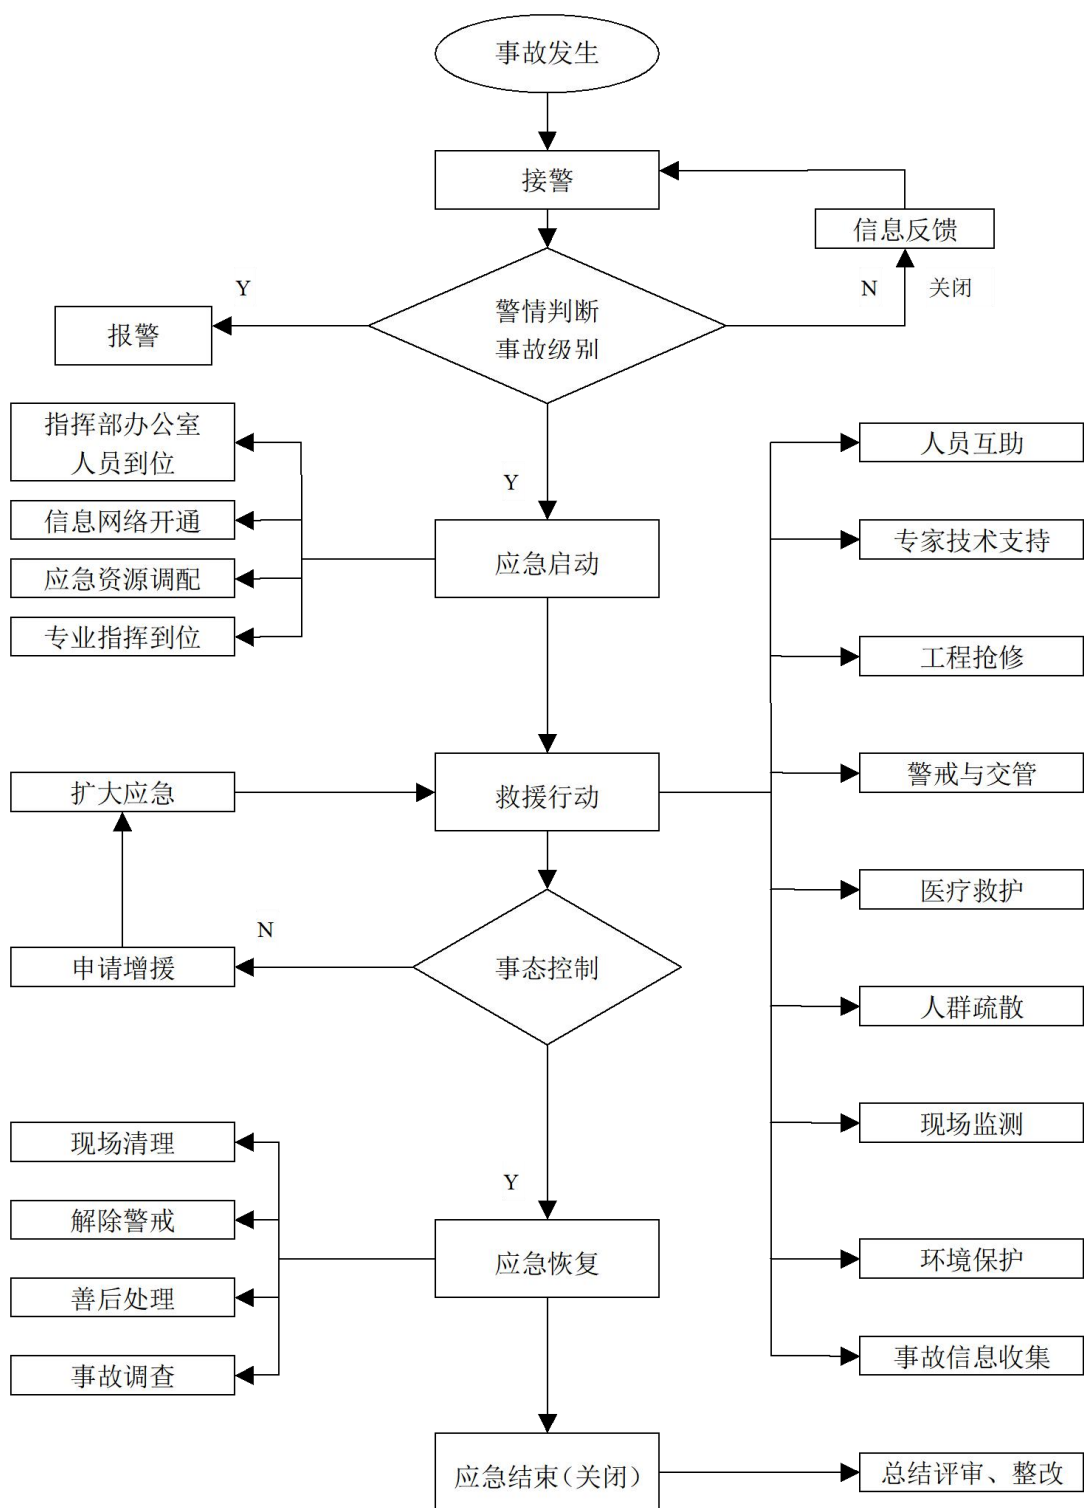 事故发生
接警
信息反馈
Y
N
关闭
警情判断
事故级别
报警
指挥部办公室
人员到位
人员互助
Y
信息网络开通
应急启动
专家技术支持
应急资源调配
专业指挥到位
工程抢修
扩大应急
救援行动
警戒与交管
医疗救护
N
申请增援
事态控制
人群疏散
现场清理
现场监测
Y
解除警戒
应急恢复
环境保护
善后处理
事故调查
事故信息收集
应急结束(关闭)
总结评审、整改